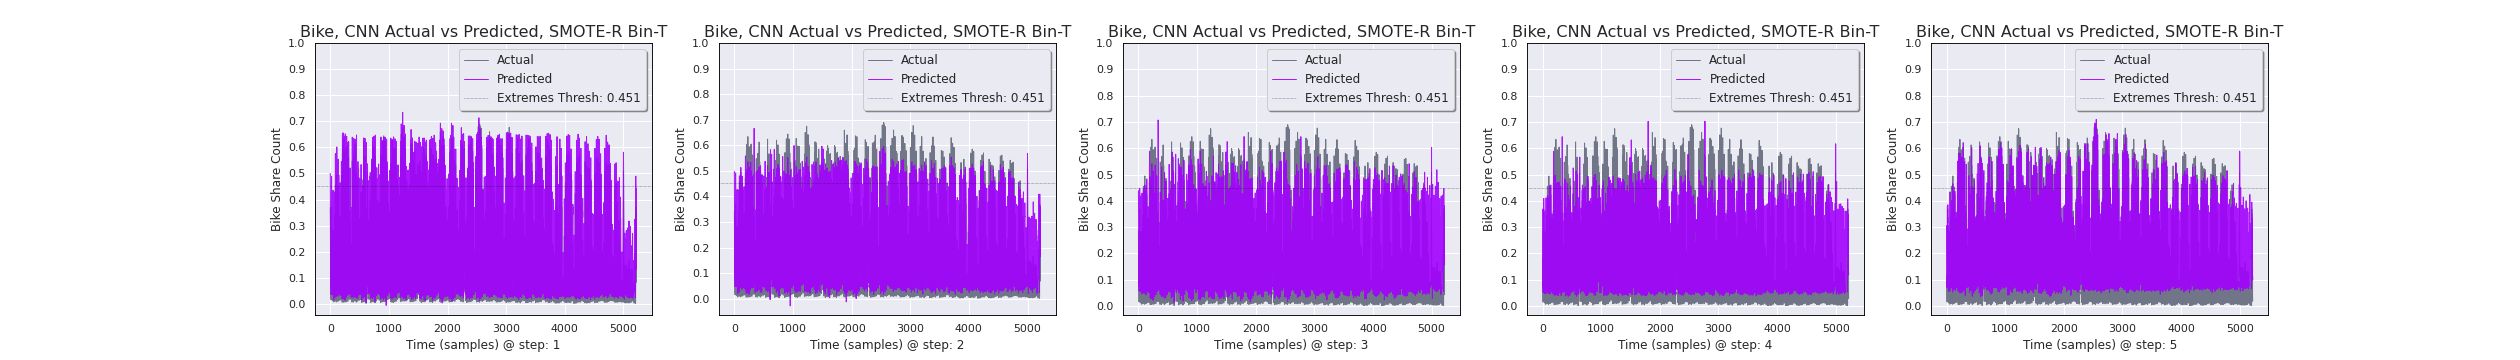 Bike, CNN Actual vs Predicted, SMOTE-R Bin-T
1.0
0.9
0.8
0.7
0.6
0.5
0.4
0.3
0.2
0.1
0.0
Bike Share Count
Actual
Predicted
Extremes Thresh: 0.451
0 1000 2000 3000 4000 5000
Time (samples) @ step: 1
Bike, CNN Actual vs Predicted, SMOTE-R Bin-T
1.0
0.9
0.8
0.7
0.6
0.5
0.4
0.3
0.2
0.1
0.0
Bike Share Count
Actual
Predicted
Extremes Thresh: 0.451
0 1000 2000 3000 4000 5000
Time (samples) @ step: 2
Bike, CNN Actual vs Predicted, SMOTE-R Bin-T
1.0
0.9
0.8
0.7
0.6
0.5
0.4
0.3
0.2
0.1
0.0
Bike Share Count
Actual
Predicted
Extremes Thresh: 0.451
0 1000 2000 3000 4000 5000
Time (samples) @ step: 3
Bike, CNN Actual vs Predicted, SMOTE-R Bin-T
1.0
0.9
0.8
0.7
0.6
0.5
0.4
0.3
0.2
0.1
0.0
Bike Share Count
Actual
Predicted
Extremes Thresh: 0.451
0 1000 2000 3000 4000 5000
Time (samples) @ step: 4
Bike, CNN Actual vs Predicted, SMOTE-R Bin-T
1.0
0.9
0.8
0.7
0.6
0.5
0.4
0.3
0.2
0.1
0.0
Bike Share Count
Actual
Predicted
Extremes Thresh: 0.451
0 1000 2000 3000 4000 5000
Time (samples) @ step: 5